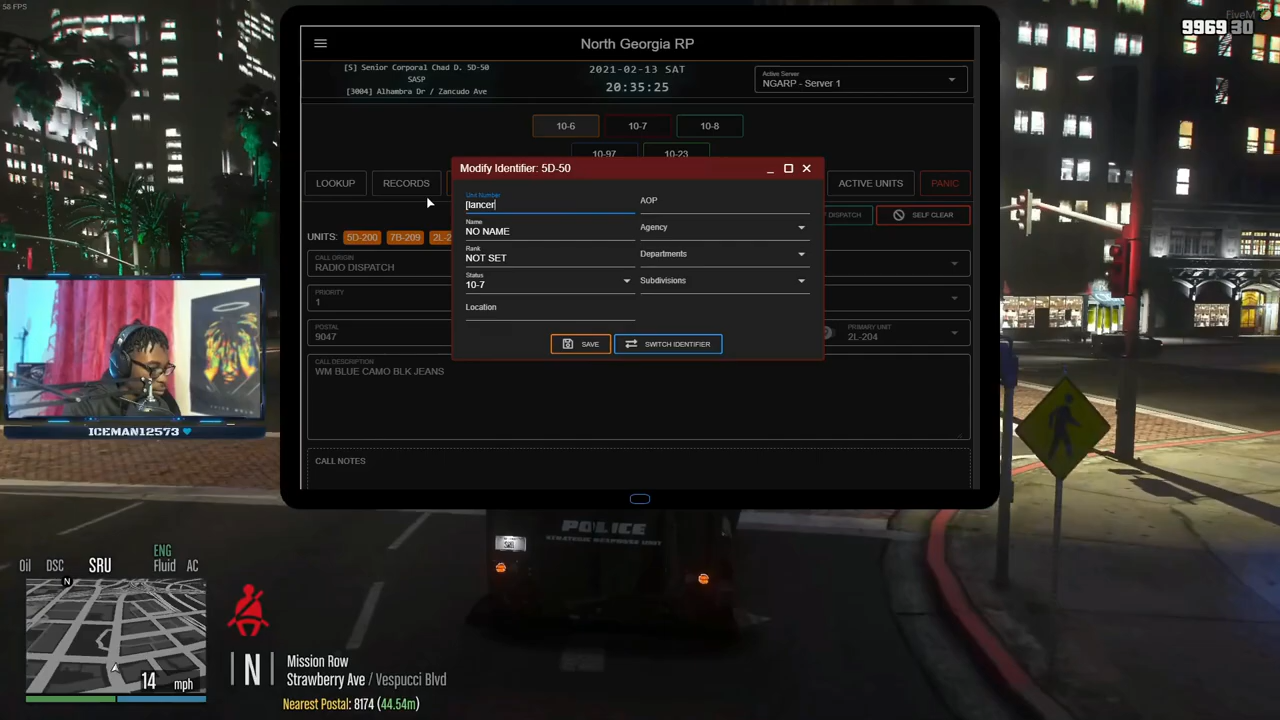 58 FPS
FiveM
9969 30
North Georgia RP
[S] Senior Corporal Chad D. 5D-50
SASP
[3004] Alhambra Dr / Zancudo Ave
2021-02-13 SAT
20:35:25
Active Server
NGARP - Server 1
10-6
10-7
10-8
10-97
10-23
LOOKUP
RECORDS
ACTIVE UNITS
PANIC
Modify Identifier: 5D-50
Unit Number
[lancer
AOP
Name
NO NAME
Agency
Rank
NOT SET
Departments
Status
10-7
Subdivisions
Location
SAVE
SWITCH IDENTIFIER
DISPATCH
SELF CLEAR
UNITS:
5D-200
7B-209
2L-2
CALL ORIGIN
RADIO DISPATCH
PRIORITY
1
POSTAL
9047
PRIMARY UNIT
2L-204
CALL DESCRIPTION
WM BLUE CAMO BLK JEANS
CALL NOTES
ICEMAN12573
POLICE
Oil
DSC
SRU
ENG
Fluid
AC
N
14
mph
N
Mission Row
Strawberry Ave / Vespucci Blvd
Nearest Postal: 8174 (44.54m)